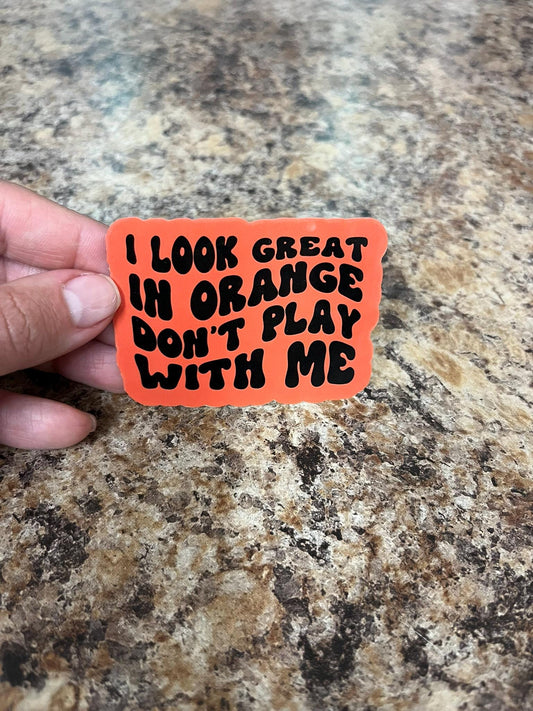 I LOOK GREAT
IN ORANGE
DON'T PLAY
WITH ME